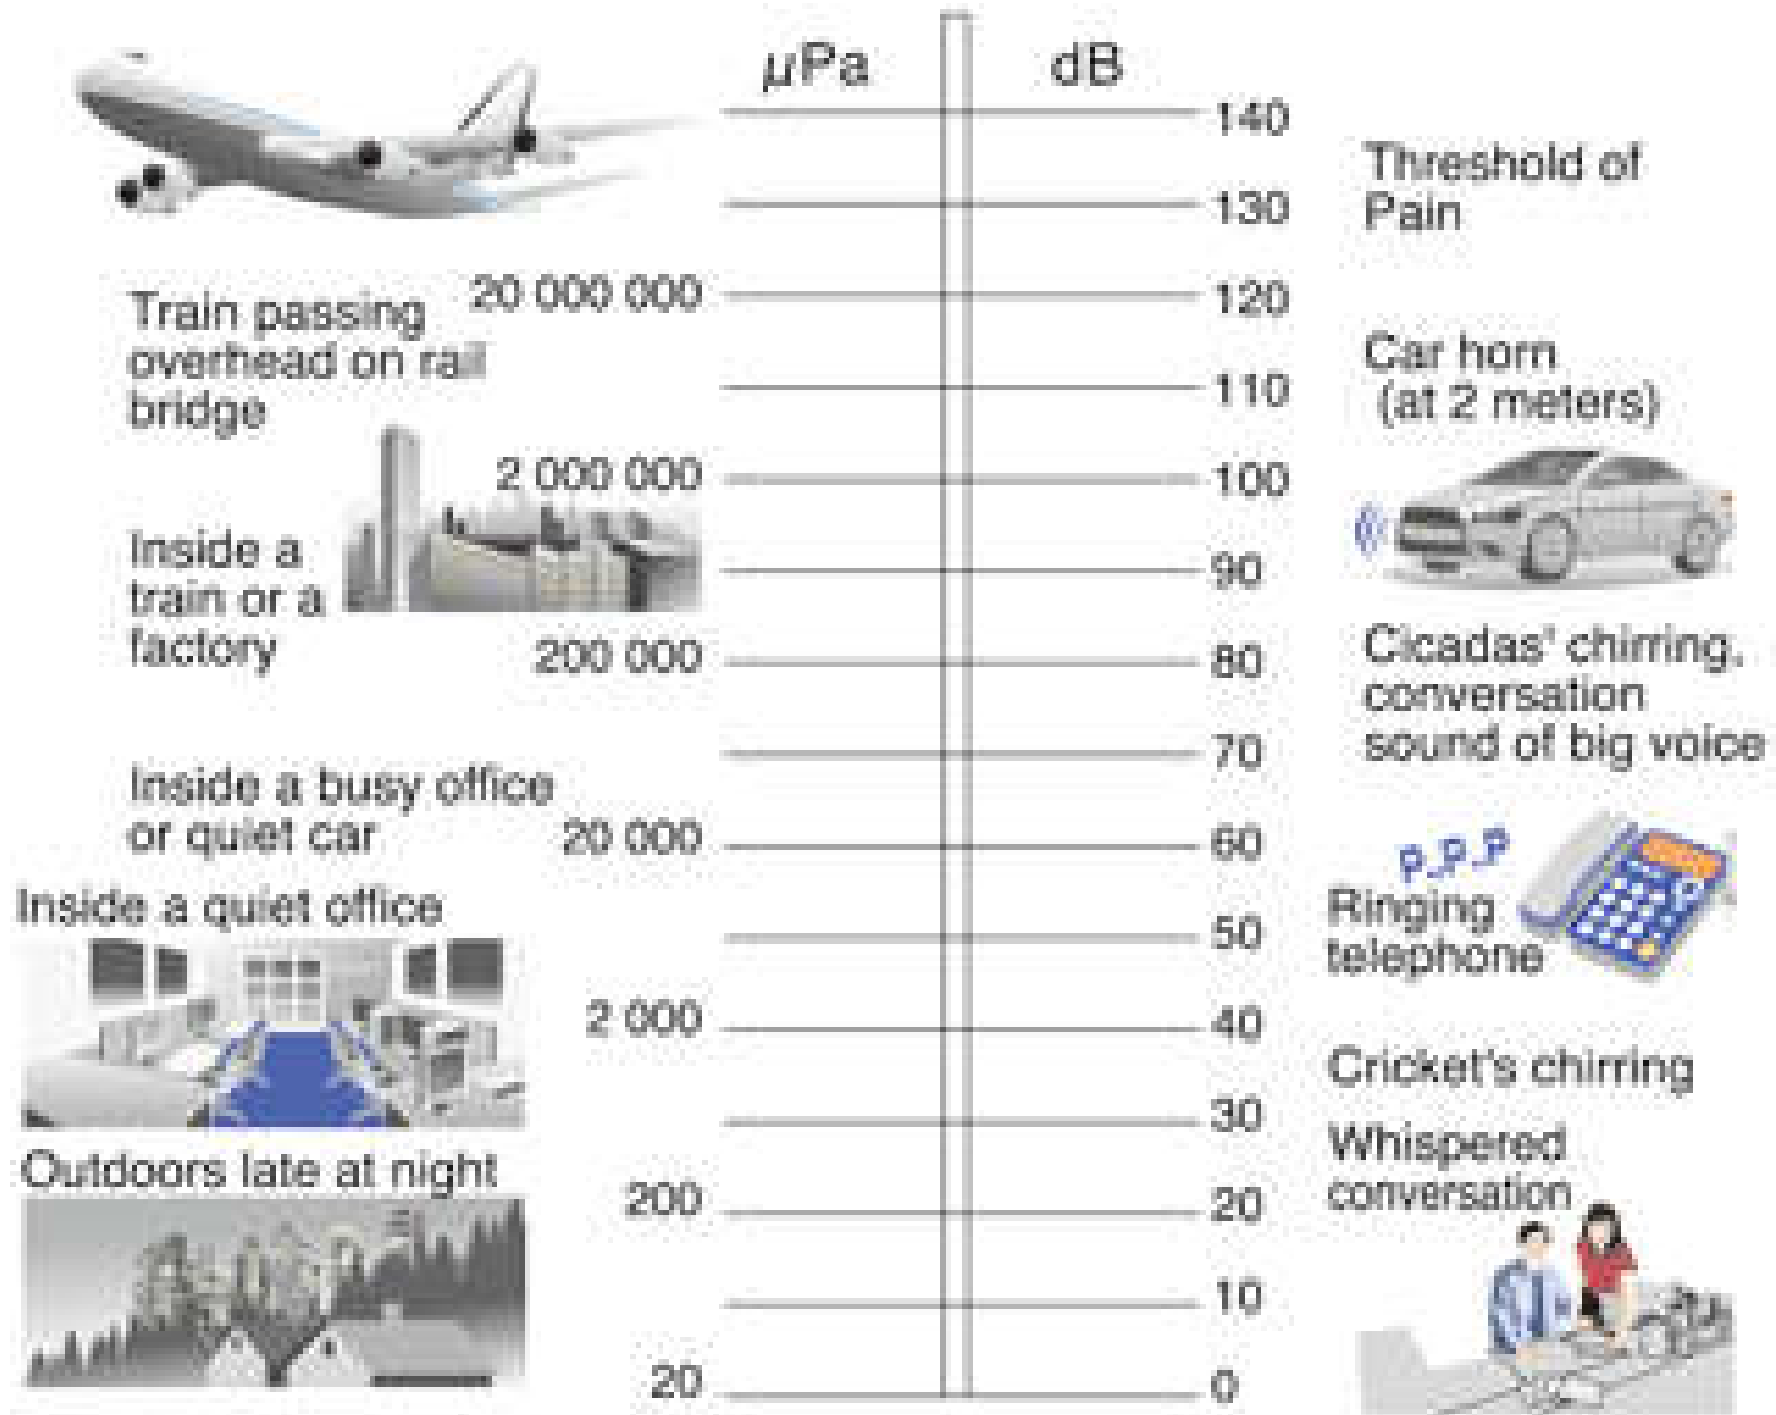 µPa
dB
140
130
20 000 000
120
110
2 000 000
100
90
200 000
80
70
20 000
60
50
2 000
40
30
200
20
10
20
0
Train passing
overhead on rail
bridge
Inside a
train or a
factory
Inside a busy office
or quiet car
Inside a quiet office
Outdoors late at night
Threshold of
Pain
Car horn
(at 2 meters)
Cicadas' chirring,
conversation
sound of big voice
P..P..P
Ringing
telephone
Cricket's chirring
Whispered
conversation